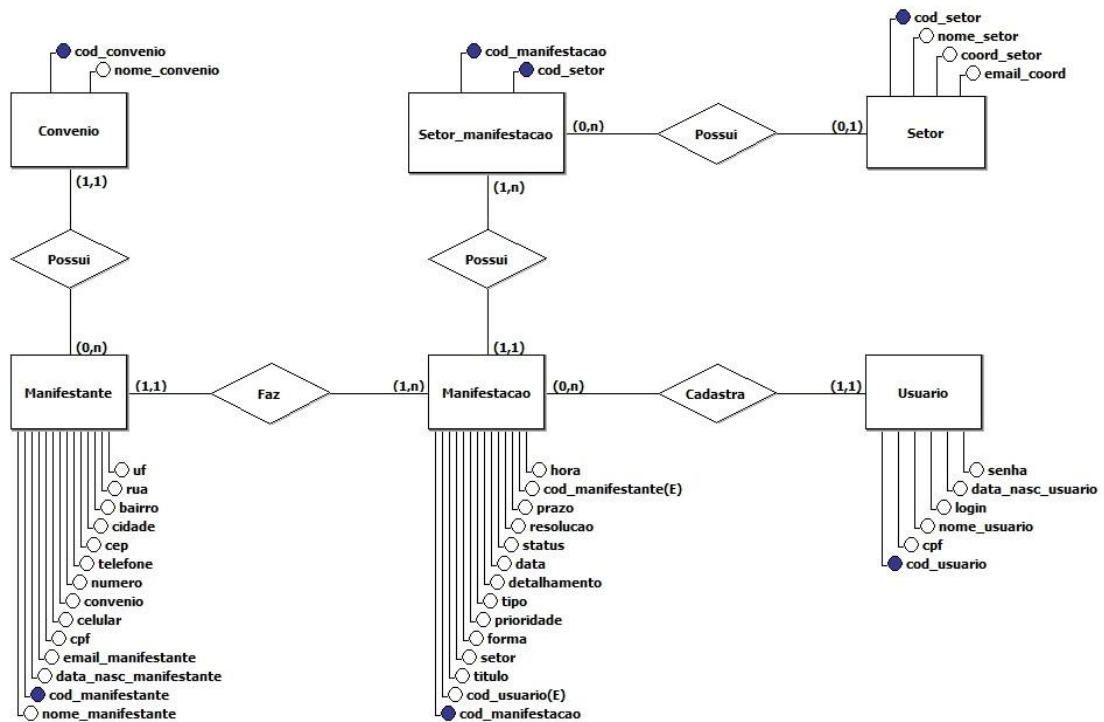 cod_convenio
nome_convenio
Convenio
(1,1)
Possui
(0,n)
cod_manifestacao
cod_setor
Setor_manifestacao
(0,n)
Possui
(0,1)
cod_setor
nome_setor
coord_setor
email_coord
Setor
(1,n)
Possui
(1,1)
Manifestante
(1,1)
Faz
(1,n)
Manifestacao
(0,n)
Cadastra
(1,1)
Usuario
uf
rua
bairro
cidade
cep
telefone
numero
convenio
celular
cpf
email_manifestante
data_nasc_manifestante
cod_manifestante
nome_manifestante
hora
cod_manifestante(E)
prazo
resolucao
status
data
detalhamento
tipo
prioridade
forma
setor
titulo
cod_usuario(E)
cod_manifestacao
senha
data_nasc_usuario
login
nome_usuario
cpf
cod_usuario